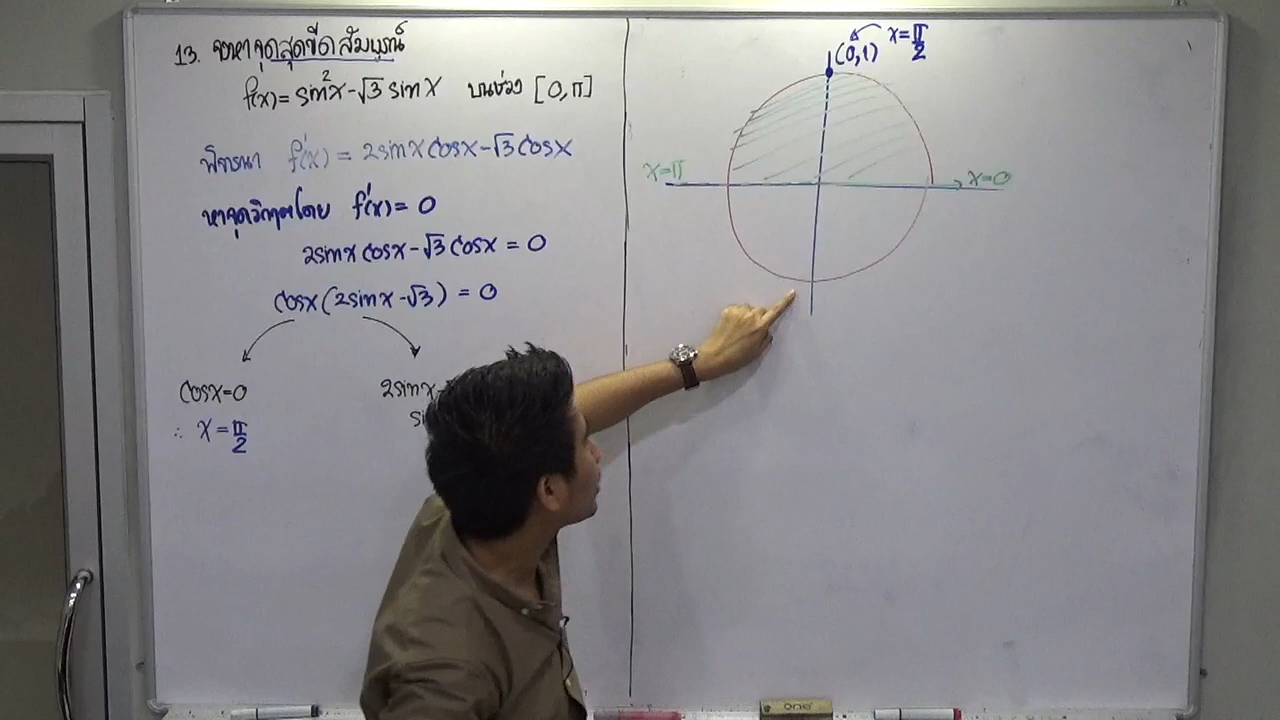 13. จงหาจุดสุดขีดสัมบูรณ์
f(x) = sin²x - √3 sin x บนช่วง [0, π]
พิจารณา f'(x) = 2sin x cos x - √3 cos x
หาจุดวิกฤตโดย f'(x) = 0
2sin x cos x - √3 cos x = 0
cos x (2sin x - √3) = 0
cos x = 0
∴ x = π/2
2sin x -
(0,1)
x = π/2
x = π
x = 0
one